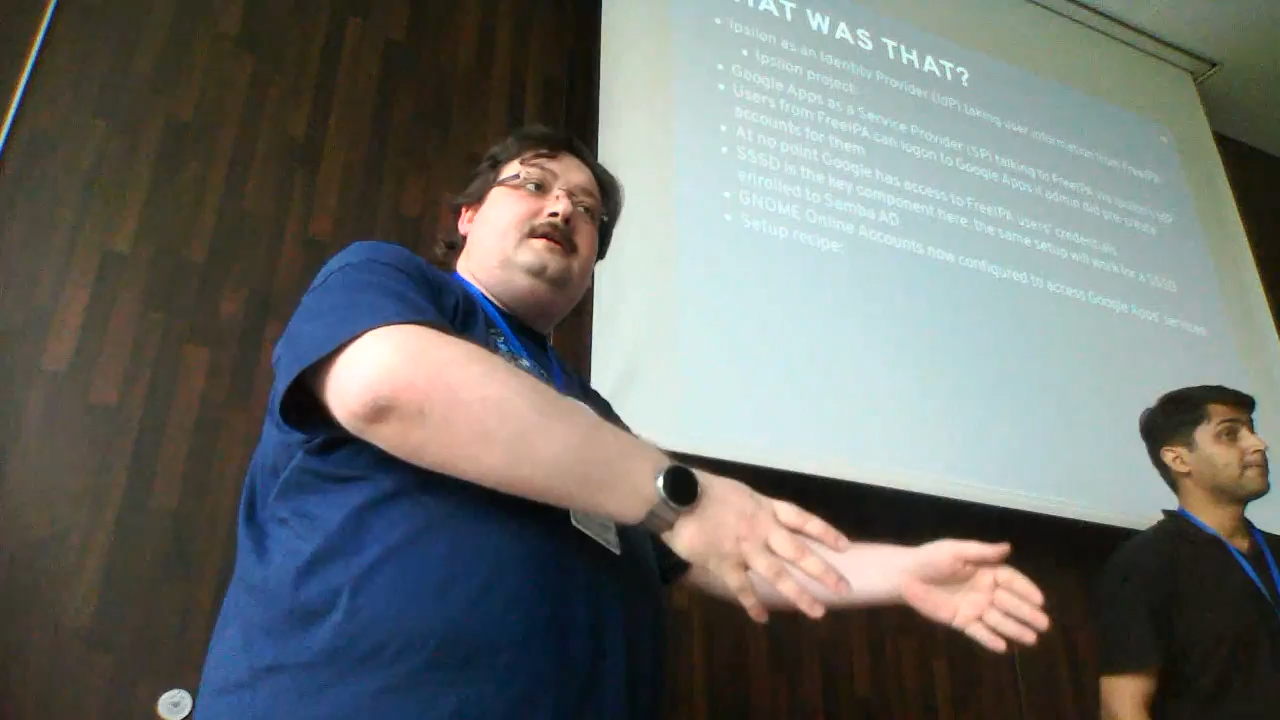 HAT WAS THAT?
• Ipsilon as an Identity Provider (IdP) taking user information from FreeIPA
• Ipsilon project:
• Google Apps as a Service Provider (SP) talking to FreeIPA via Ipsilon's IdP
• Users from FreeIPA can logon to Google Apps if admin did pre-create
accounts for them
• At no point Google has access to FreeIPA users' credentials
• SSSD is the key component here, the same setup will work for a SSSD
enrolled to Samba AD
• GNOME Online Accounts now configured to access Google Apps' services
• Setup recipe: